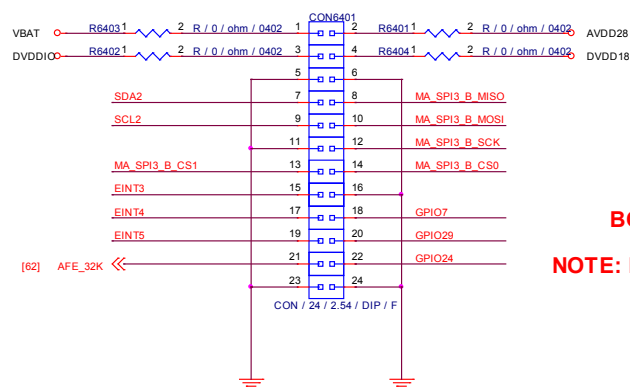 CON6401
VBAT R6403 1 2 R / 0 / ohm / 0402 1 2 R6401 1 2 R / 0 / ohm / 0402 AVDD28
DVDDIO R6402 1 2 R / 0 / ohm / 0402 3 4 R6404 1 2 R / 0 / ohm / 0402 DVDD18
5 6
SDA2 7 8 MA_SPI3_B_MISO
SCL2 9 10 MA_SPI3_B_MOSI
11 12 MA_SPI3_B_SCK
MA_SPI3_B_CS1 13 14 MA_SPI3_B_CS0
EINT3 15 16
EINT4 17 18 GPIO7
EINT5 19 20 GPIO29
[62] AFE_32K 21 22 GPIO24
NOTE:
23 24
CON / 24 / 2.54 / DIP / F